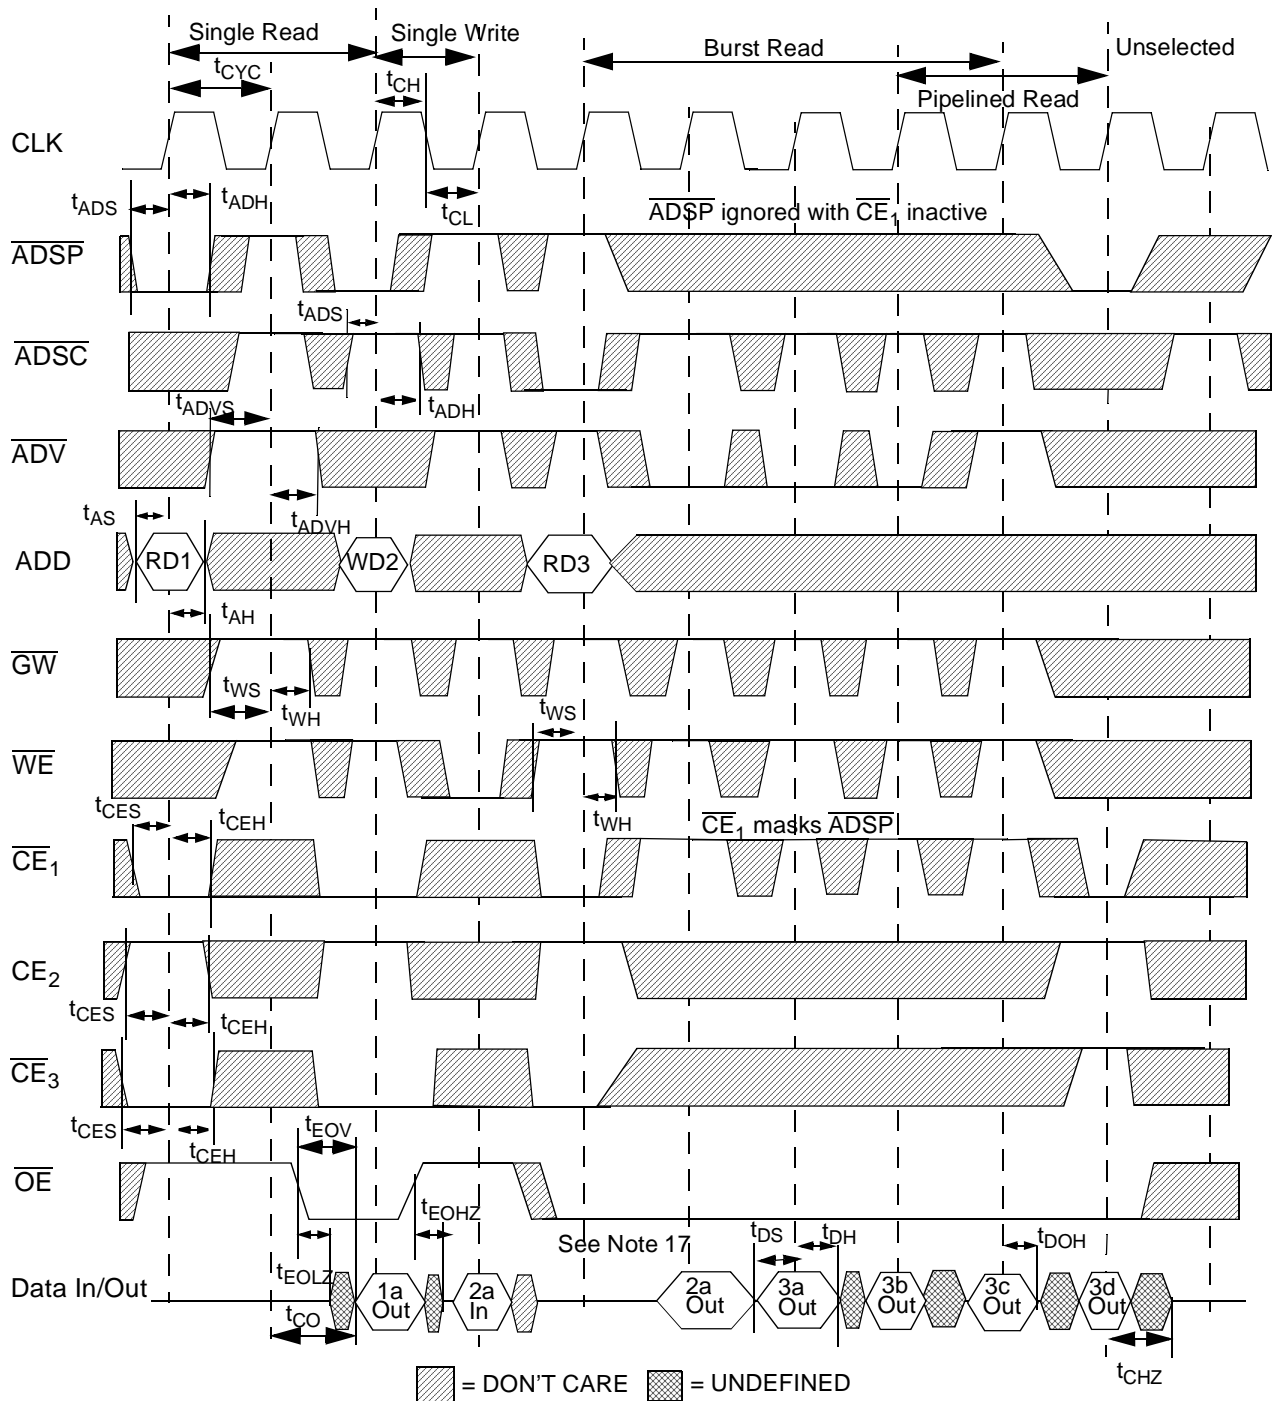 Single Read
Single Write
Burst Read
Unselected
tCYC
tCH
Pipelined Read
CLK
tADS
tADH
tCL
ADSP ignored with CE1 inactive
ADSP
tADS
ADSC
tADVS
tADH
ADV
tAS
tADVH
ADD
RD1
WD2
RD3
tAH
GW
tWS
tWH
tWS
WE
tCES
tCEH
tWH
CE1 masks ADSP
CE1
CE2
tCES
tCEH
CE3
tCES
tCEH
tEOV
OE
tEOHZ
See Note 17
tDS
tDH
tDOH
tEOLZ
Data In/Out
1a Out
2a In
2a Out
3a Out
3b Out
3c Out
3d Out
tCO
tCHZ
= DON'T CARE
= UNDEFINED